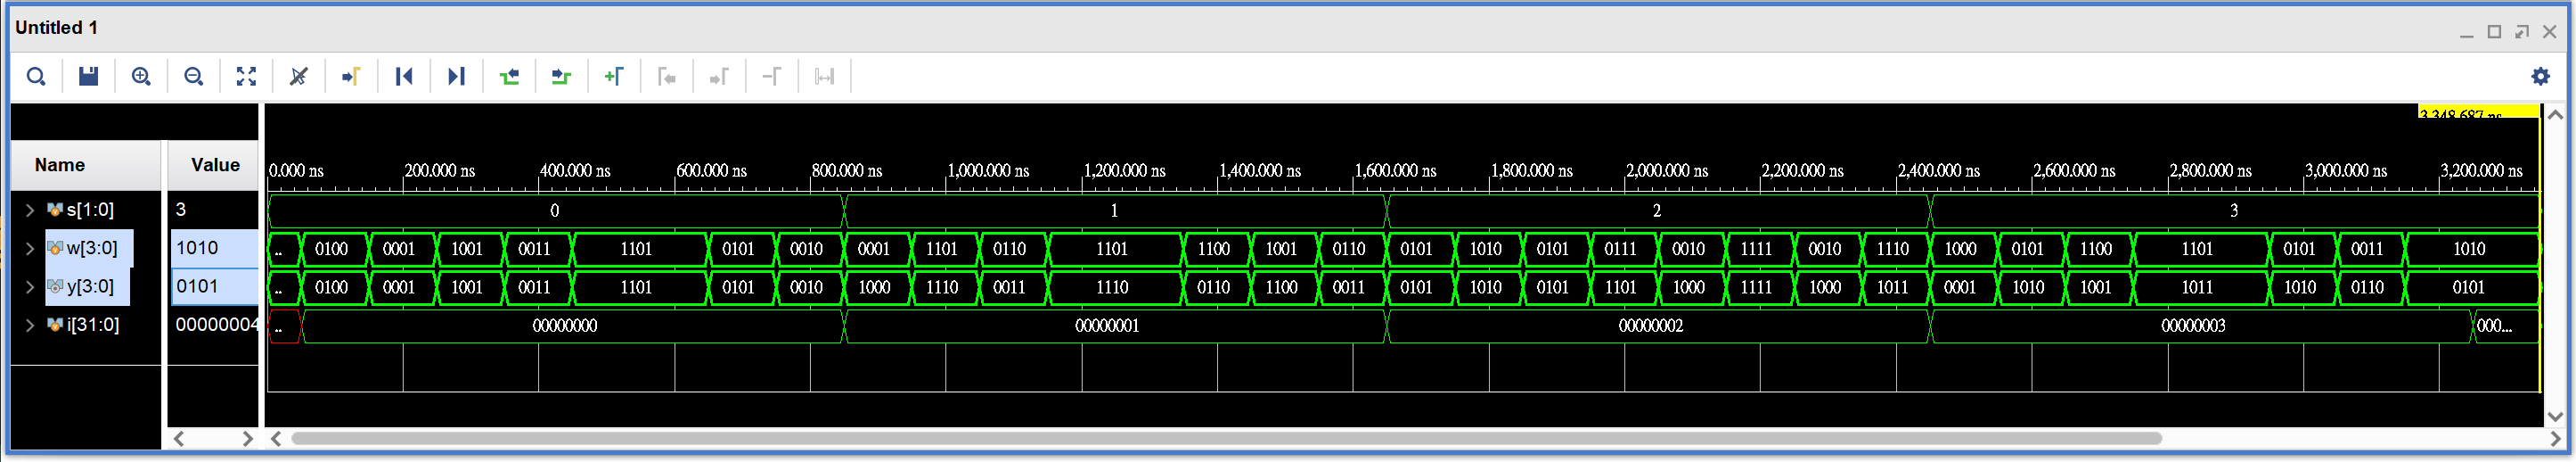 Untitled 1
3,348.687 ns
Name Value
0.000 ns 200.000 ns 400.000 ns 600.000 ns 800.000 ns 1,000.000 ns 1,200.000 ns 1,400.000 ns 1,600.000 ns 1,800.000 ns 2,000.000 ns 2,200.000 ns 2,400.000 ns 2,600.000 ns 2,800.000 ns 3,000.000 ns 3,200.000 ns
s[1:0] 3 0 1 2 3
w[3:0] 1010 .. 0100 0001 1001 0011 1101 0101 0010 0001 1101 0110 1101 1100 1001 0110 0101 1010 0101 0111 0010 1111 0010 1110 1000 0101 1100 1101 0101 0011 1010
y[3:0] 0101 .. 0100 0001 1001 0011 1101 0101 0010 1000 1110 0011 1110 0110 1100 0011 0101 1010 0101 1101 1000 1111 1000 1011 0001 1010 1001 1011 1010 0110 0101
i[31:0] 00000004 .. 00000000 00000001 00000002 00000003 000...